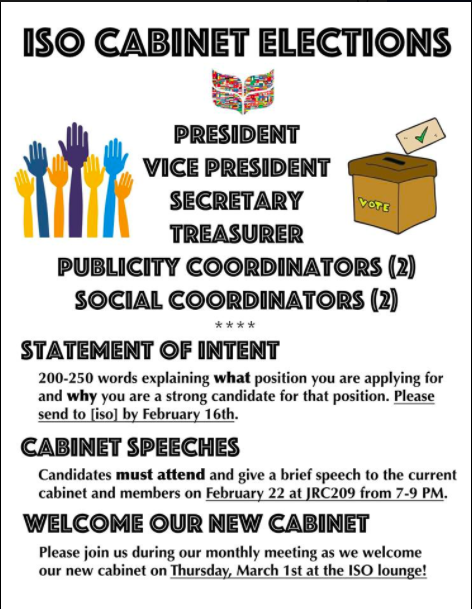 ISO CABINET ELECTIONS
PRESIDENT
VICE PRESIDENT
SECRETARY
TREASURER
PUBLICITY COORDINATORS (2)
SOCIAL COORDINATORS (2)
VOTE
****
STATEMENT OF INTENT
200-250 words explaining what position you are applying for
and why you are a strong candidate for that position. Please
send to [iso] by February 16th.
CABINET SPEECHES
Candidates must attend and give a brief speech to the current
cabinet and members on February 22 at JRC209 from 7-9 PM.
WELCOME OUR NEW CABINET
Please join us during our monthly meeting as we welcome
our new cabinet on Thursday, March 1st at the ISO lounge!